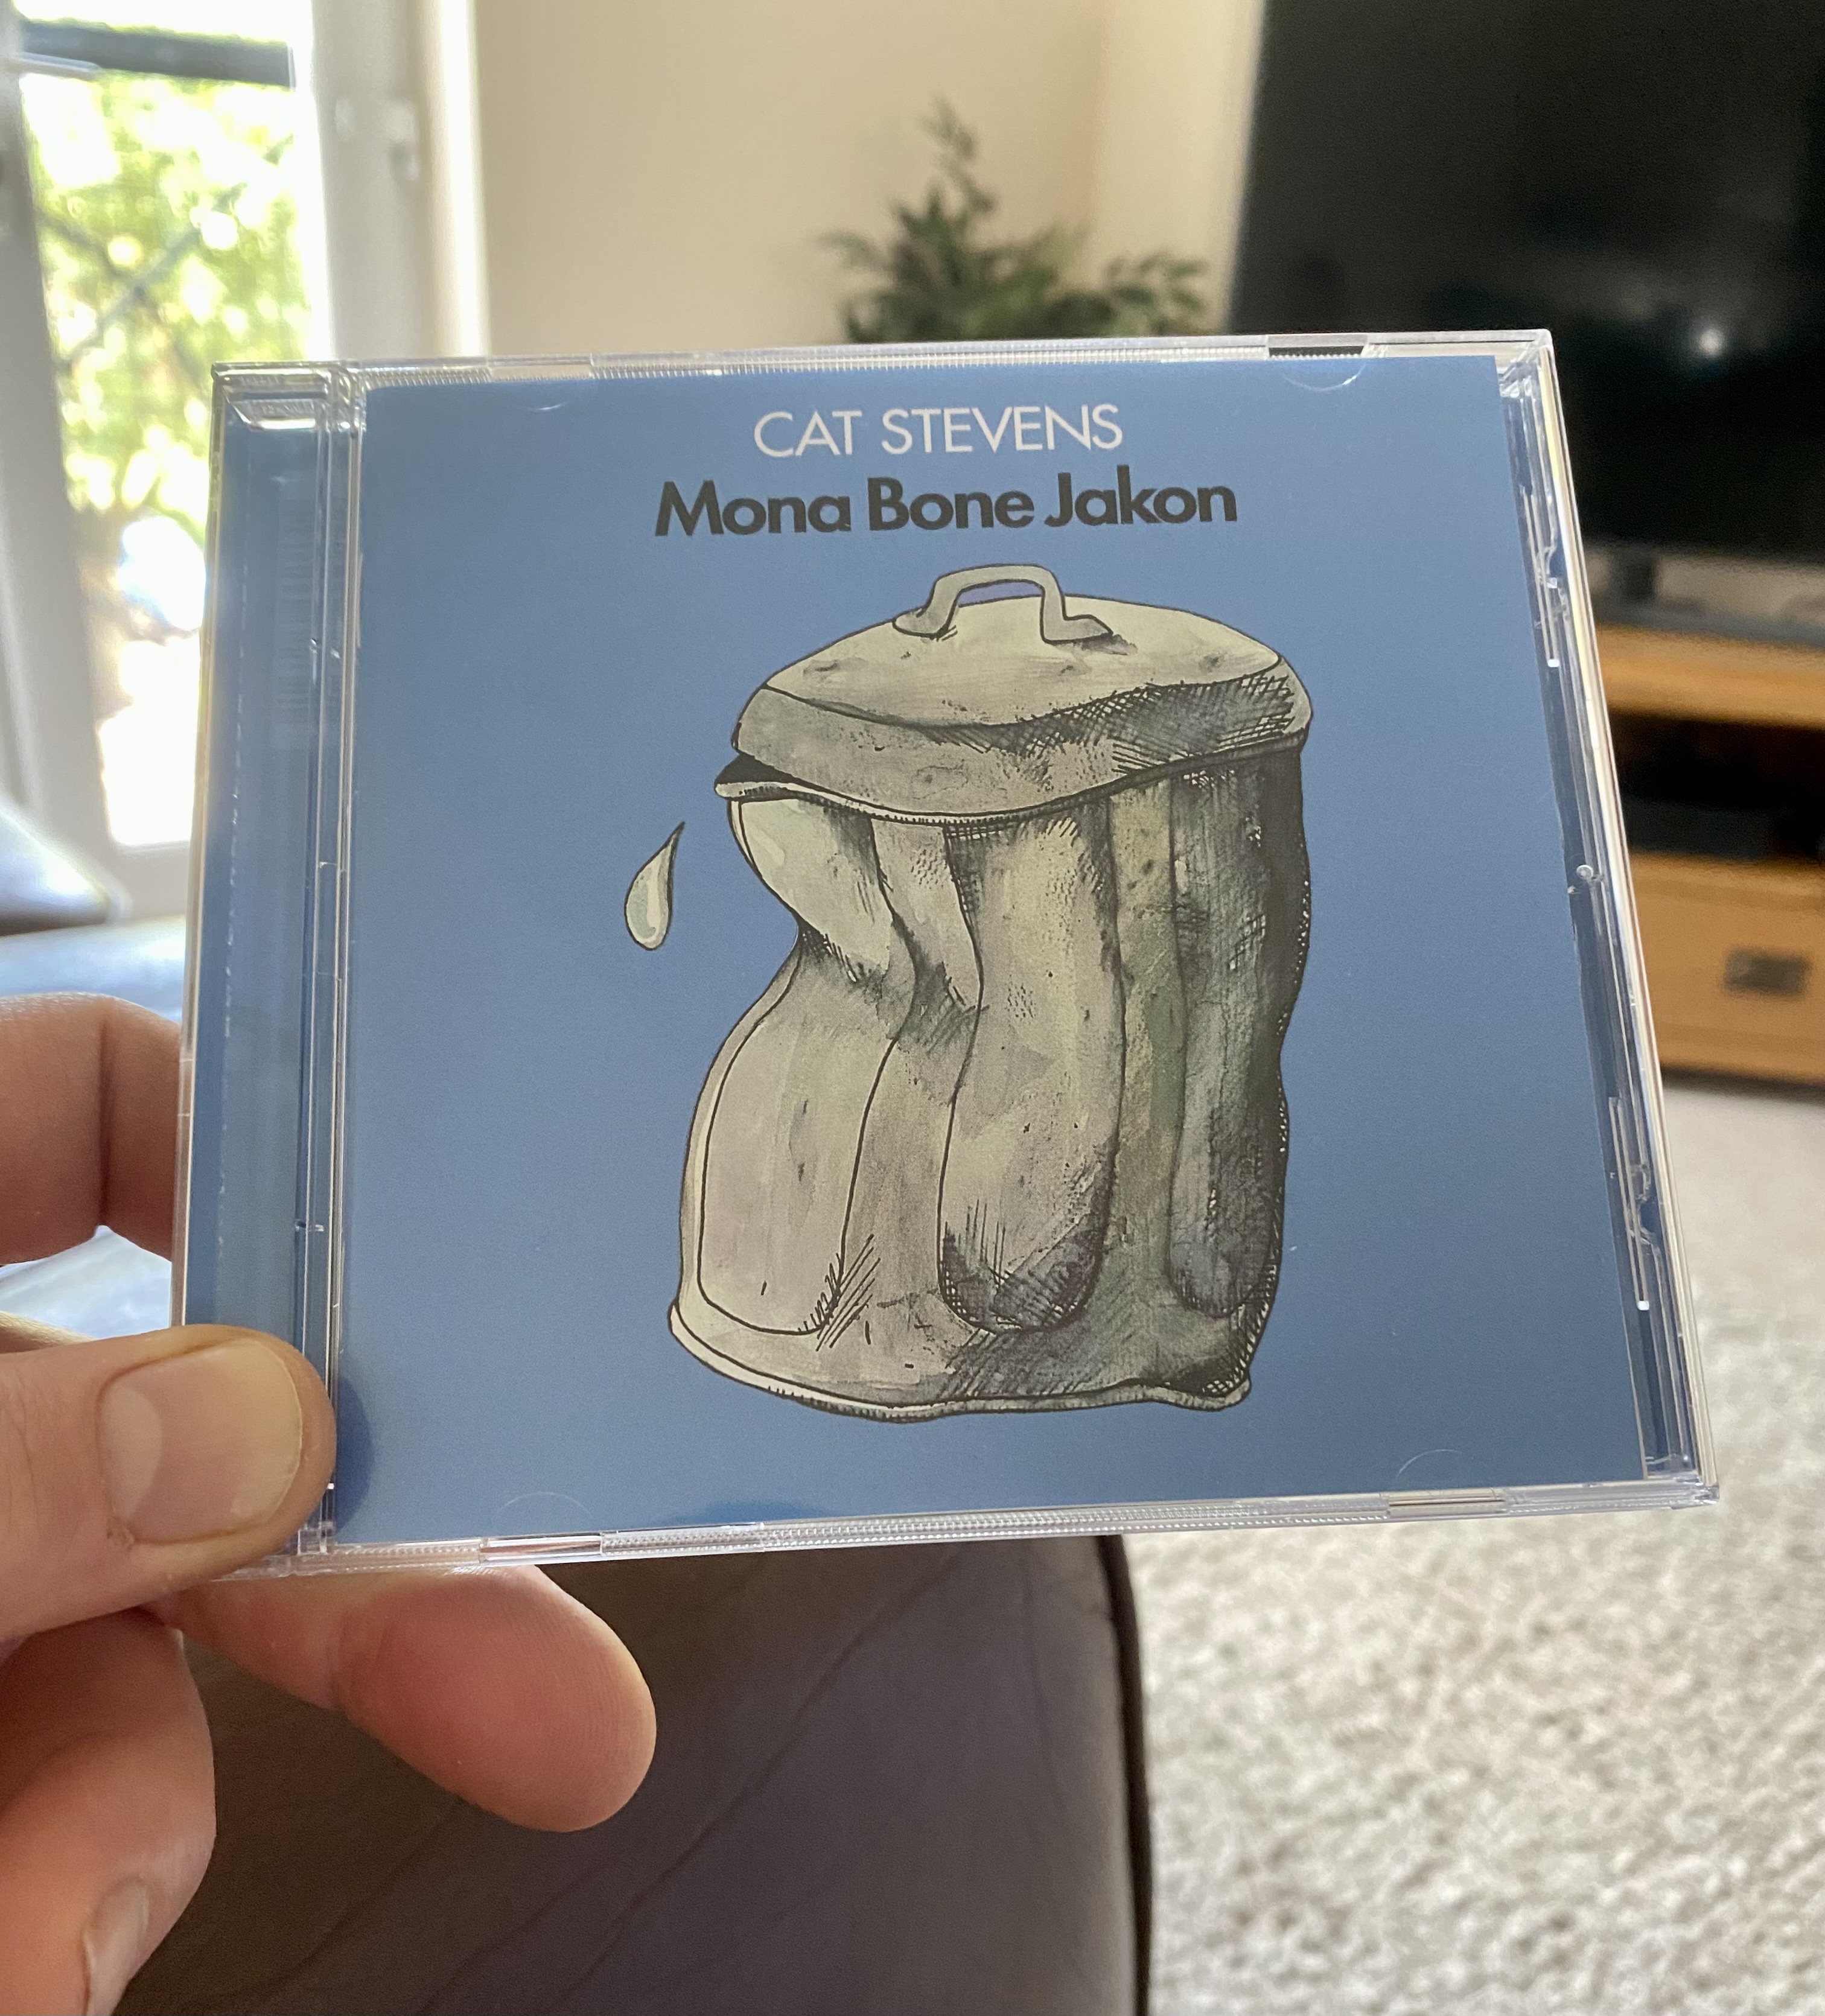 CAT STEVENS
Mona Bone Jakon